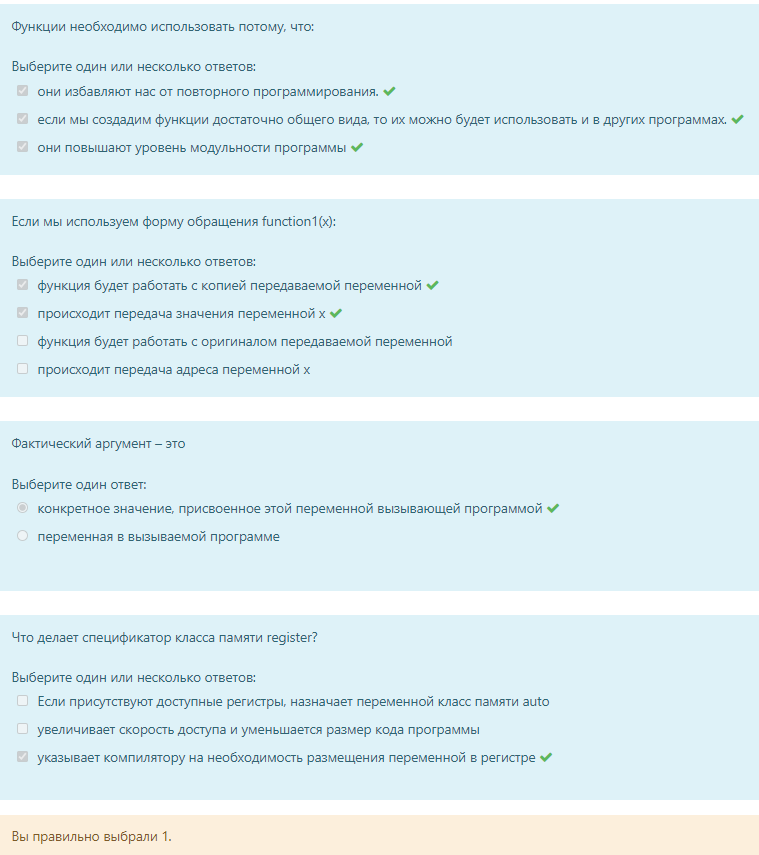 Функции необходимо использовать потому, что:
Выберите один или несколько ответов:
они избавляют нас от повторного программирования.
если мы создадим функции достаточно общего вида, то их можно будет использовать и в других программах.
они повышают уровень модульности программы
Если мы используем форму обращения function1(x):
Выберите один или несколько ответов:
функция будет работать с копией передаваемой переменной
происходит передача значения переменной x
функция будет работать с оригиналом передаваемой переменной
происходит передача адреса переменной x
Фактический аргумент – это
Выберите один ответ:
конкретное значение, присвоенное этой переменной вызывающей программой
переменная в вызываемой программе
Что делает спецификатор класса памяти register?
Выберите один или несколько ответов:
Если присутствуют доступные регистры, назначает переменной класс памяти auto
увеличивает скорость доступа и уменьшается размер кода программы
указывает компилятору на необходимость размещения переменной в регистре
Вы правильно выбрали 1.